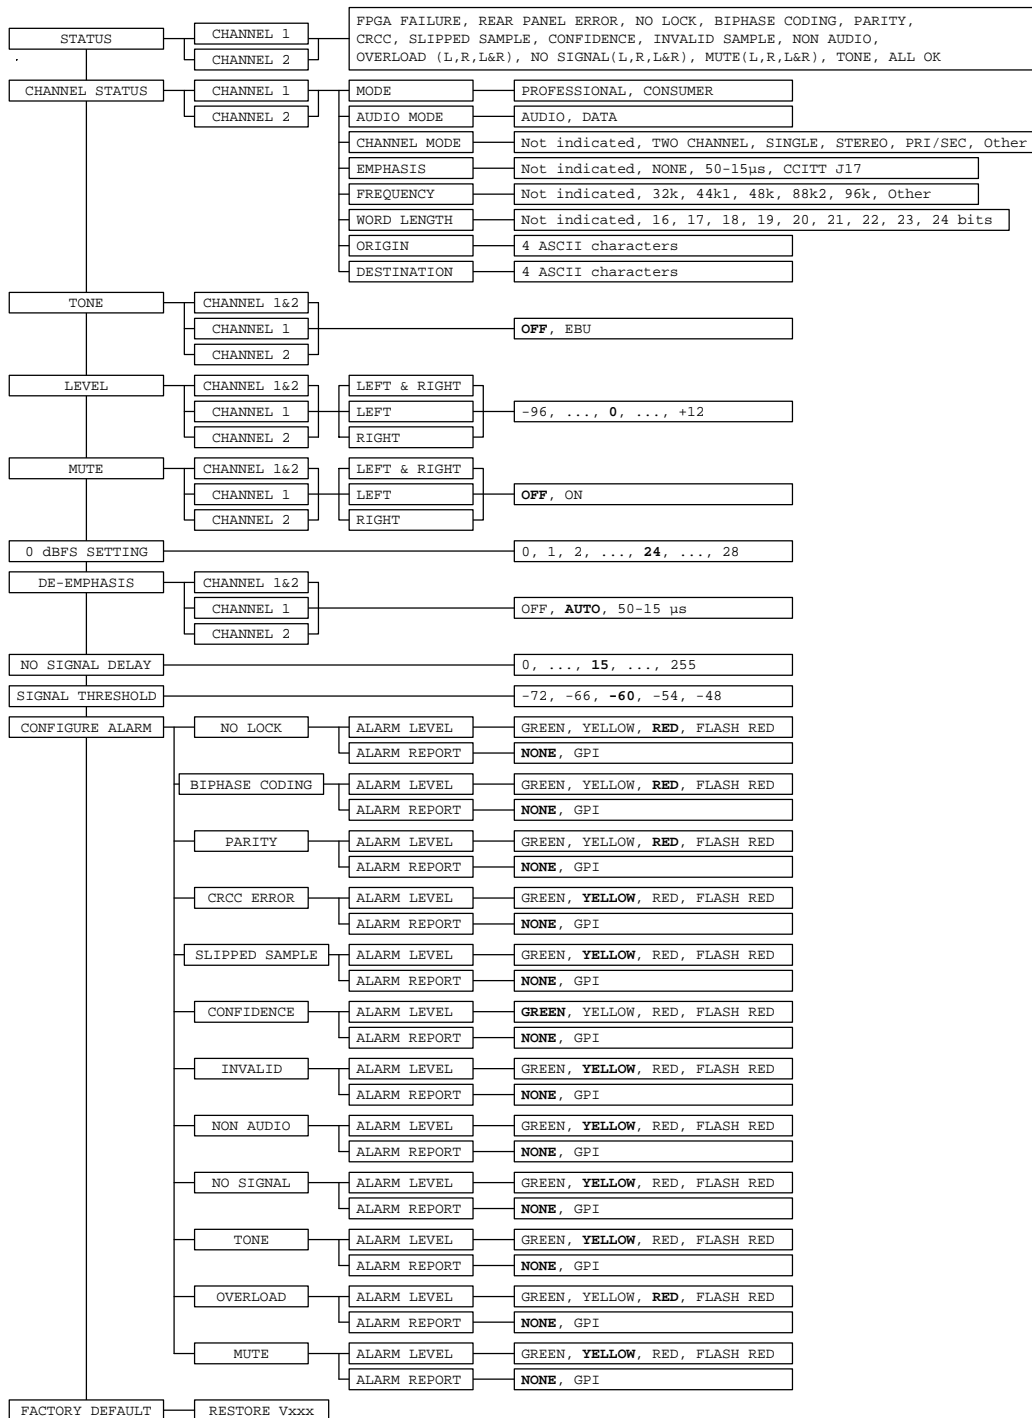 FPGA FAILURE, REAR PANEL ERROR, NO LOCK, BIPHASE CODING, PARITY,
STATUS CHANNEL 1 CRCC, SLIPPED SAMPLE, CONFIDENCE, INVALID SAMPLE, NON AUDIO,
CHANNEL 2 OVERLOAD (L,R,L&R), NO SIGNAL(L,R,L&R), MUTE(L,R,L&R), TONE, ALL OK
CHANNEL STATUS CHANNEL 1 MODE PROFESSIONAL, CONSUMER
CHANNEL 2 AUDIO MODE AUDIO, DATA
CHANNEL MODE Not indicated, TWO CHANNEL, SINGLE, STEREO, PRI/SEC, Other
EMPHASIS Not indicated, NONE, 50-15µs, CCITT J17
FREQUENCY Not indicated, 32k, 44k1, 48k, 88k2, 96k, Other
WORD LENGTH Not indicated, 16, 17, 18, 19, 20, 21, 22, 23, 24 bits
ORIGIN 4 ASCII characters
DESTINATION 4 ASCII characters
TONE CHANNEL 1&2
CHANNEL 1 OFF, EBU
CHANNEL 2
LEVEL CHANNEL 1&2 LEFT & RIGHT
CHANNEL 1 LEFT -96, ..., 0, ..., +12
CHANNEL 2 RIGHT
MUTE CHANNEL 1&2 LEFT & RIGHT
CHANNEL 1 LEFT OFF, ON
CHANNEL 2 RIGHT
0 dBFS SETTING 0, 1, 2, ..., 24, ..., 28
DE-EMPHASIS CHANNEL 1&2
CHANNEL 1 OFF, AUTO, 50-15 µs
CHANNEL 2
NO SIGNAL DELAY 0, ..., 15, ..., 255
SIGNAL THRESHOLD -72, -66, -60, -54, -48
CONFIGURE ALARM NO LOCK ALARM LEVEL GREEN, YELLOW, RED, FLASH RED
ALARM REPORT NONE, GPI
BIPHASE CODING ALARM LEVEL GREEN, YELLOW, RED, FLASH RED
ALARM REPORT NONE, GPI
PARITY ALARM LEVEL GREEN, YELLOW, RED, FLASH RED
ALARM REPORT NONE, GPI
CRCC ERROR ALARM LEVEL GREEN, YELLOW, RED, FLASH RED
ALARM REPORT NONE, GPI
SLIPPED SAMPLE ALARM LEVEL GREEN, YELLOW, RED, FLASH RED
ALARM REPORT NONE, GPI
CONFIDENCE ALARM LEVEL GREEN, YELLOW, RED, FLASH RED
ALARM REPORT NONE, GPI
INVALID ALARM LEVEL GREEN, YELLOW, RED, FLASH RED
ALARM REPORT NONE, GPI
NON AUDIO ALARM LEVEL GREEN, YELLOW, RED, FLASH RED
ALARM REPORT NONE, GPI
NO SIGNAL ALARM LEVEL GREEN, YELLOW, RED, FLASH RED
ALARM REPORT NONE, GPI
TONE ALARM LEVEL GREEN, YELLOW, RED, FLASH RED
ALARM REPORT NONE, GPI
OVERLOAD ALARM LEVEL GREEN, YELLOW, RED, FLASH RED
ALARM REPORT NONE, GPI
MUTE ALARM LEVEL GREEN, YELLOW, RED, FLASH RED
ALARM REPORT NONE, GPI
FACTORY DEFAULT RESTORE Vxxx